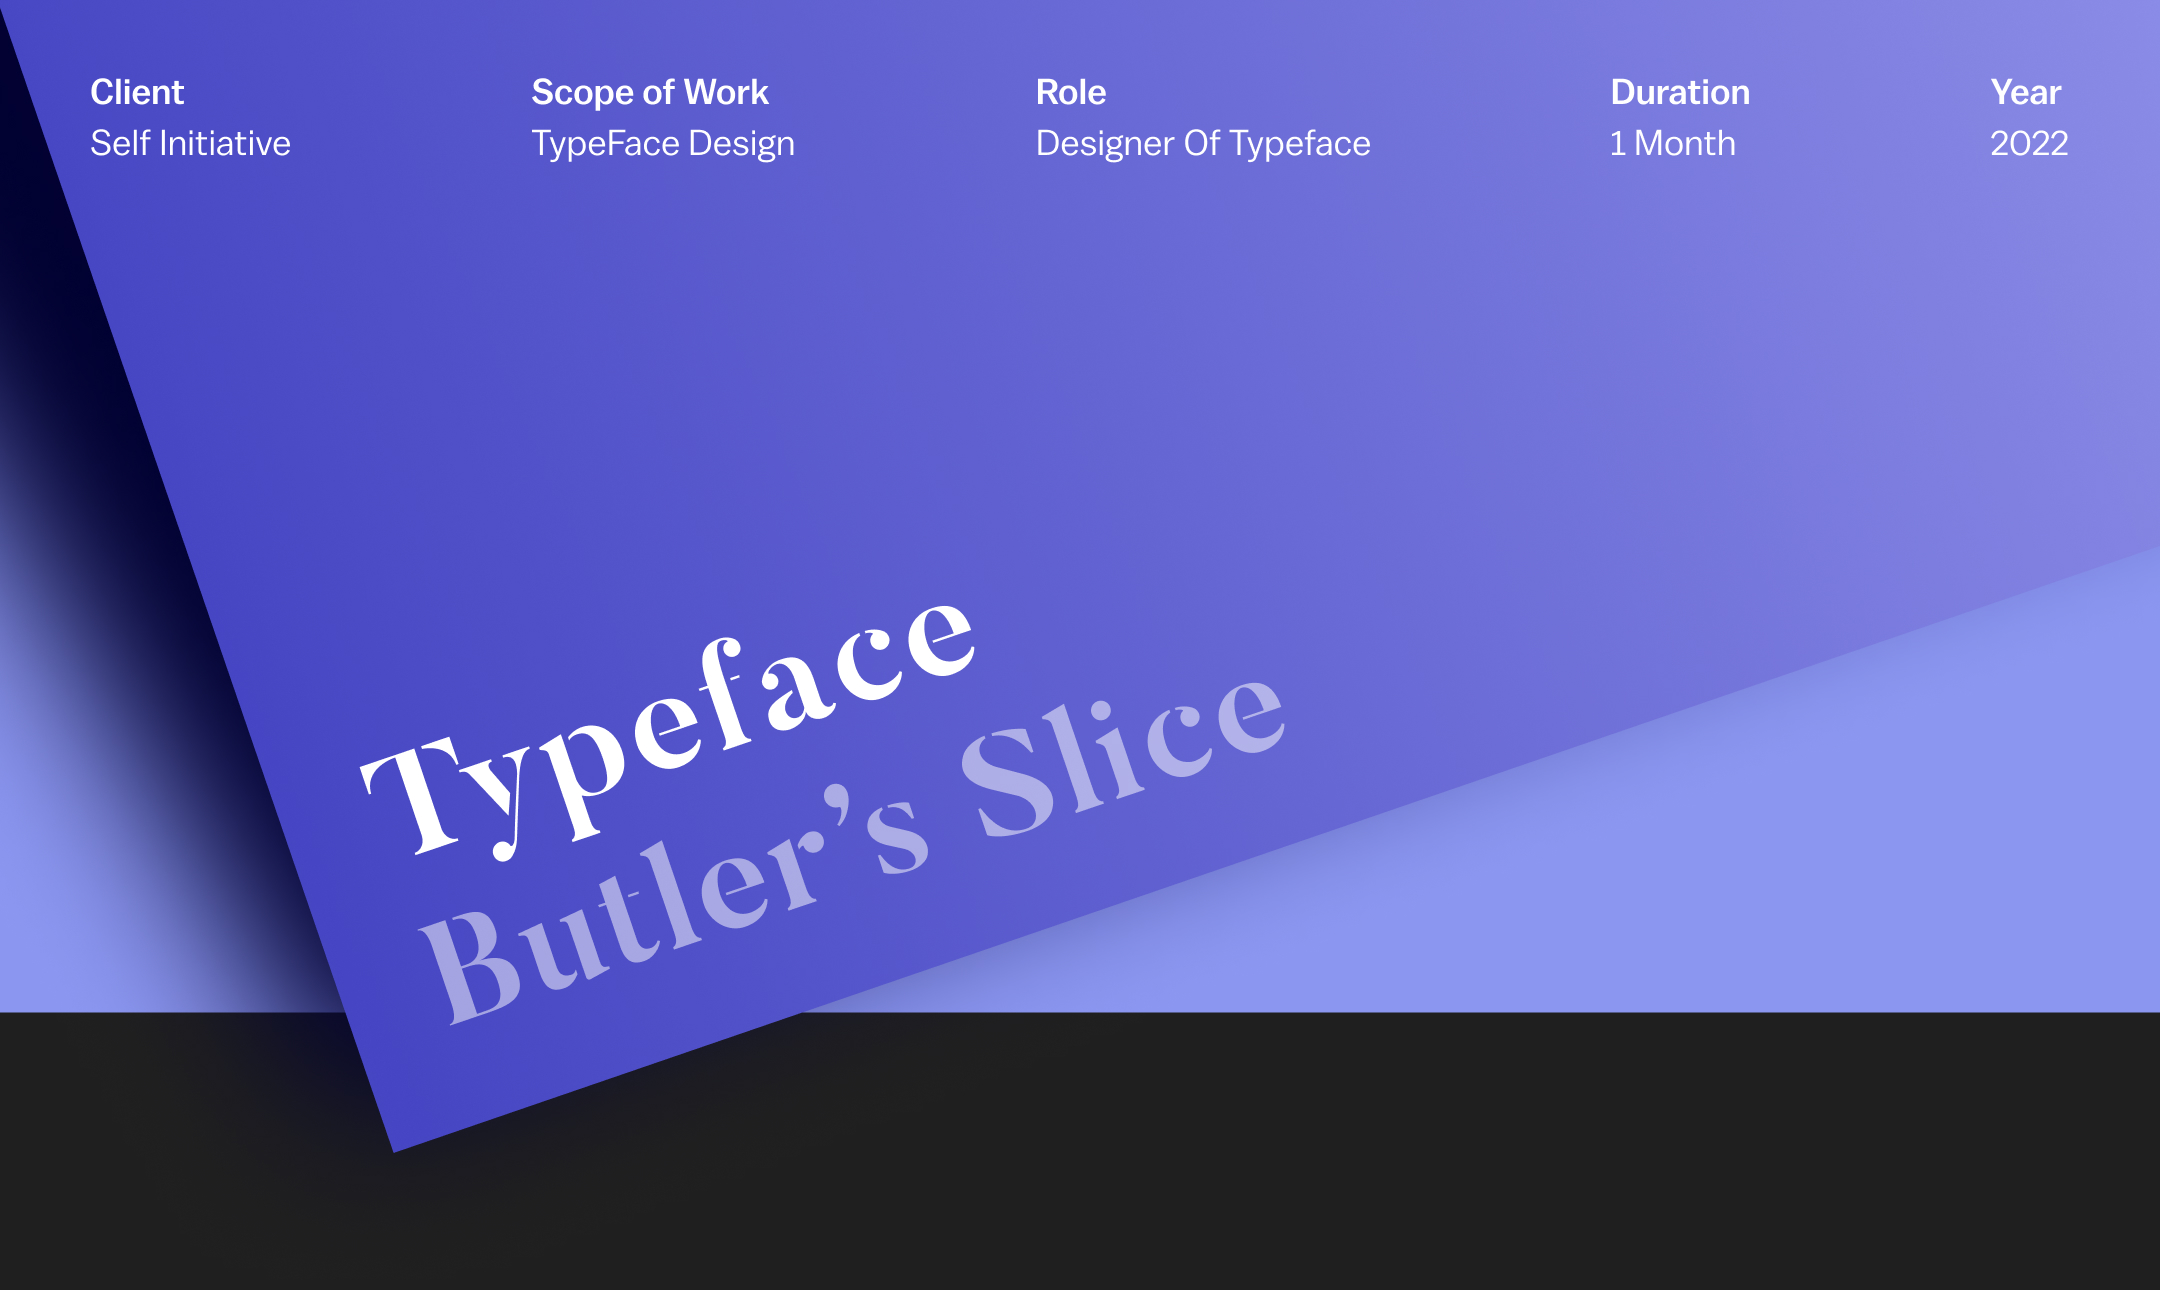 Client
Self Initiative
Scope of Work
TypeFace Design
Role
Designer Of Typeface
Duration
1 Month
Year
2022
Typeface
Butler’s Slice